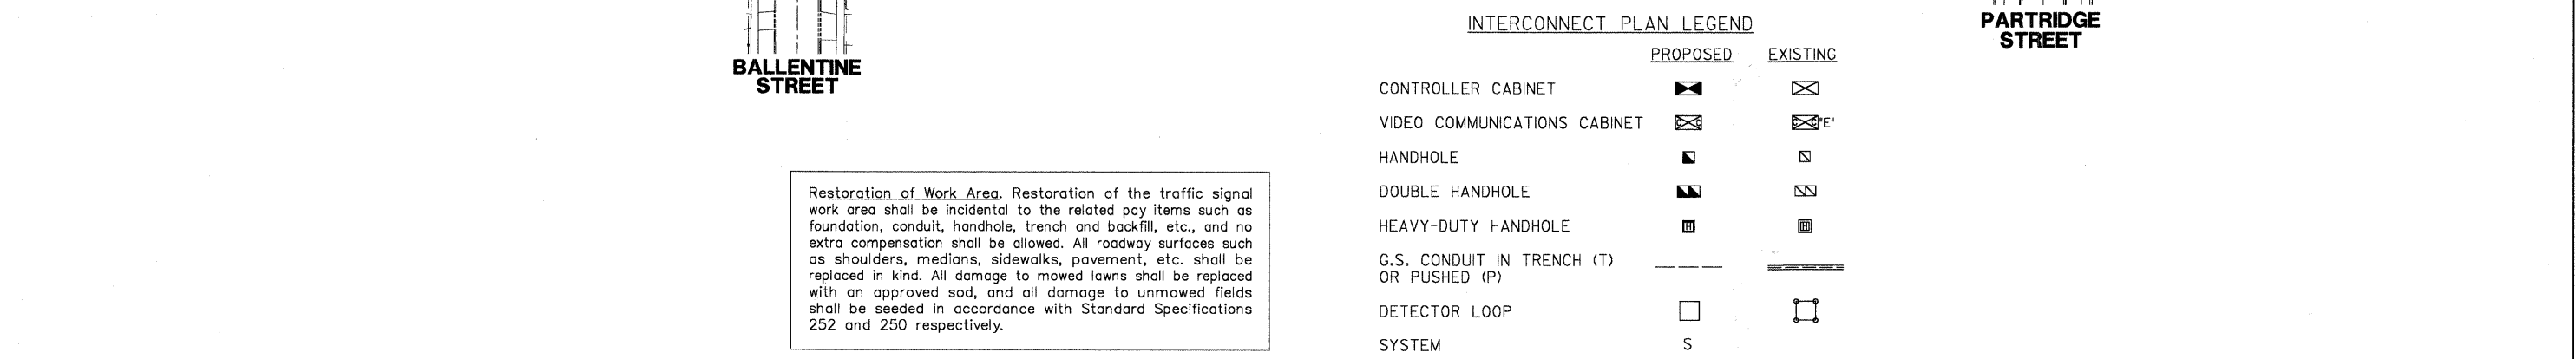 BALLENTINE
STREET
Restoration of Work Area. Restoration of the traffic signal
work area shall be incidental to the related pay items such as
foundation, conduit, handhole, trench and backfill, etc., and no
extra compensation shall be allowed. All roadway surfaces such
as shoulders, medians, sidewalks, pavement, etc. shall be
replaced in kind. All damage to mowed lawns shall be replaced
with an approved sod, and all damage to unmowed fields
shall be seeded in accordance with Standard Specifications
252 and 250 respectively.
INTERCONNECT PLAN LEGEND
PROPOSED EXISTING
CONTROLLER CABINET
VIDEO COMMUNICATIONS CABINET "E"
HANDHOLE
DOUBLE HANDHOLE
HEAVY-DUTY HANDHOLE H H
G.S. CONDUIT IN TRENCH (T)
OR PUSHED (P)
DETECTOR LOOP
SYSTEM S
PARTRIDGE
STREET